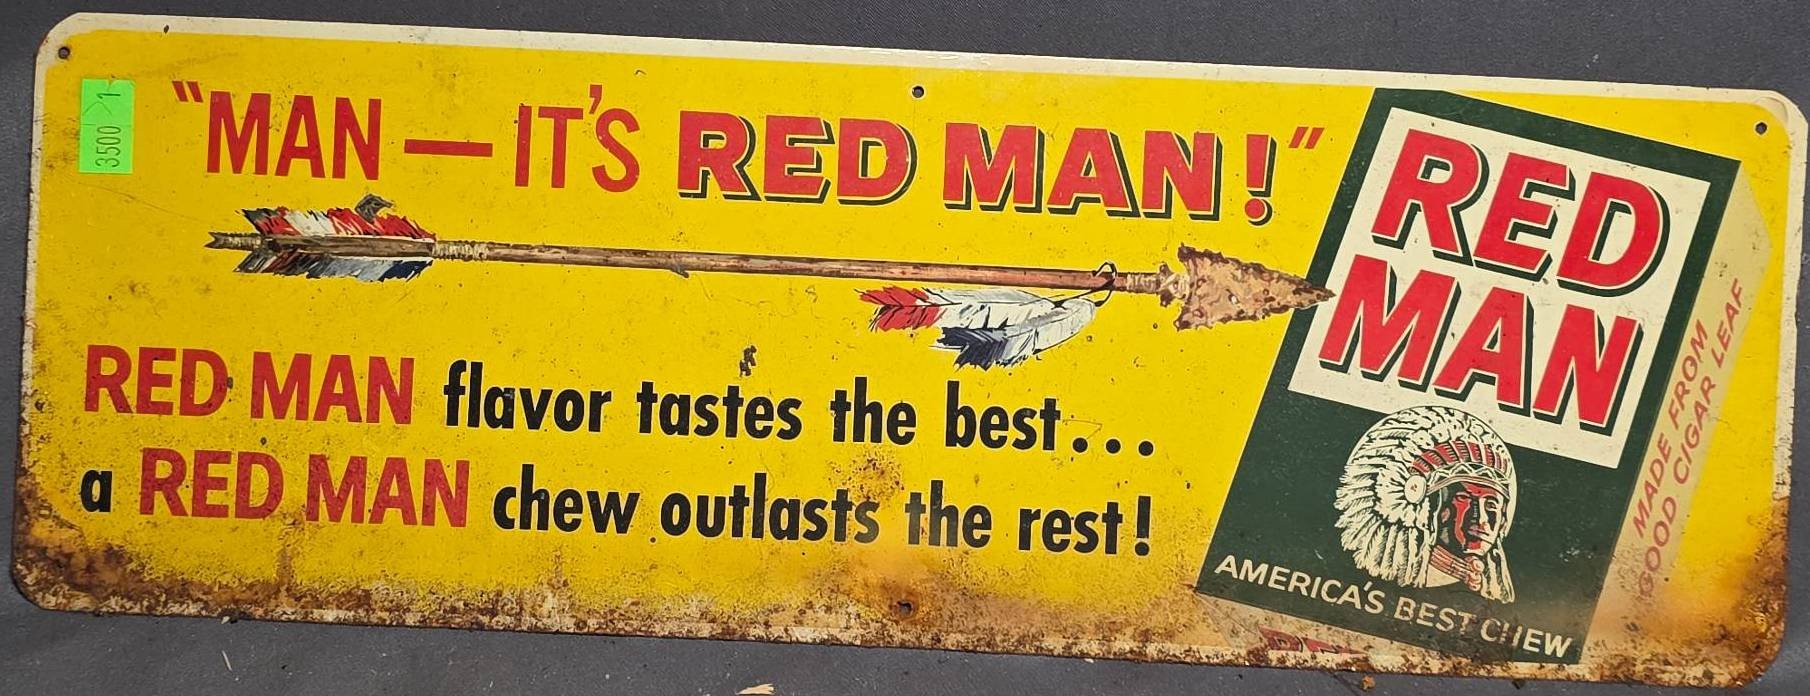 3500 1
"MAN — IT'S RED MAN!"
RED MAN flavor tastes the best...
a RED MAN chew outlasts the rest!
RED
MAN
AMERICA'S BEST CHEW
MADE FROM
GOOD CIGAR LEAF